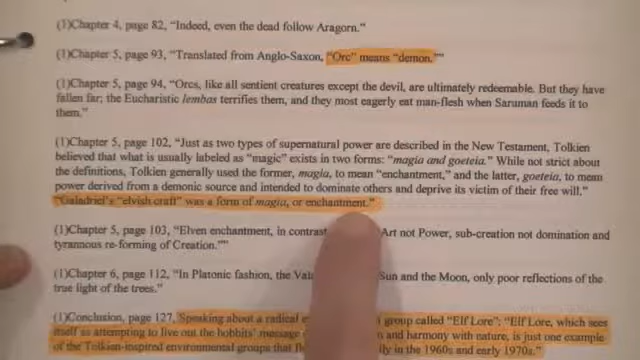 (1)Chapter 4, page 82, “Indeed, even the dead follow Aragorn.”
(1)Chapter 5, page 93, “Translated from Anglo-Saxon, “Orc” means “demon.””
(1)Chapter 5, page 94, “Orcs, like all sentient creatures except the devil, are ultimately redeemable. But they have
fallen far; the Eucharistic lembas terrifies them, and they most eagerly eat man-flesh when Saruman feeds it to
them.”
(1)Chapter 5, page 102, “Just as two types of supernatural power are described in the New Testament, Tolkien
believed that what is usually labeled as “magic” exists in two forms: “magia and goeteia.” While not strict about
the definitions, Tolkien generally used the former, magia, to mean “enchantment,” and the latter, goeteia, to mean
power derived from a demonic source and intended to dominate others and deprive its victim of their free will.”
“Galadriel’s “elvish craft” was a form of magia, or enchantment.”
(1)Chapter 5, page 103, “Elven enchantment, in contrast Art not Power, sub-creation not domination and
tyrannous re-forming of Creation.””
(1)Chapter 6, page 112, “In Platonic fashion, the Sun and the Moon, only poor reflections of the
true light of the trees.”
(1)Conclusion, page 127, Speaking about a radical group called “Elf Lore”: “Elf Lore, which sees
itself as attempting to live out the hobbits’ message and harmony with nature, is just one example
of the Tolkien-inspired environmental groups that in the 1960s and early 1970s.”